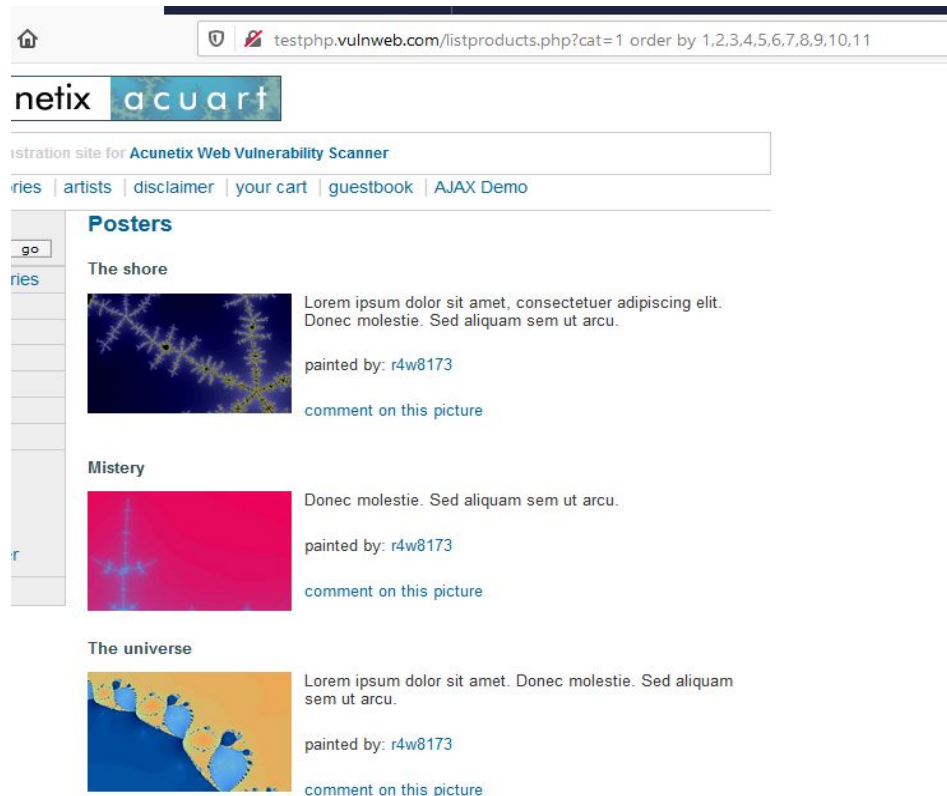 testphp.vulnweb.com/listproducts.php?cat=1 order by 1,2,3,4,5,6,7,8,9,10,11
netix acuart
stration site for Acunetix Web Vulnerability Scanner
ries | artists | disclaimer | your cart | guestbook | AJAX Demo
Posters
go
ries
The shore
Lorem ipsum dolor sit amet, consectetuer adipiscing elit.
Donec molestie. Sed aliquam sem ut arcu.
painted by: r4w8173
comment on this picture
Mistery
Donec molestie. Sed aliquam sem ut arcu.
painted by: r4w8173
comment on this picture
r
The universe
Lorem ipsum dolor sit amet. Donec molestie. Sed aliquam
sem ut arcu.
painted by: r4w8173
comment on this picture